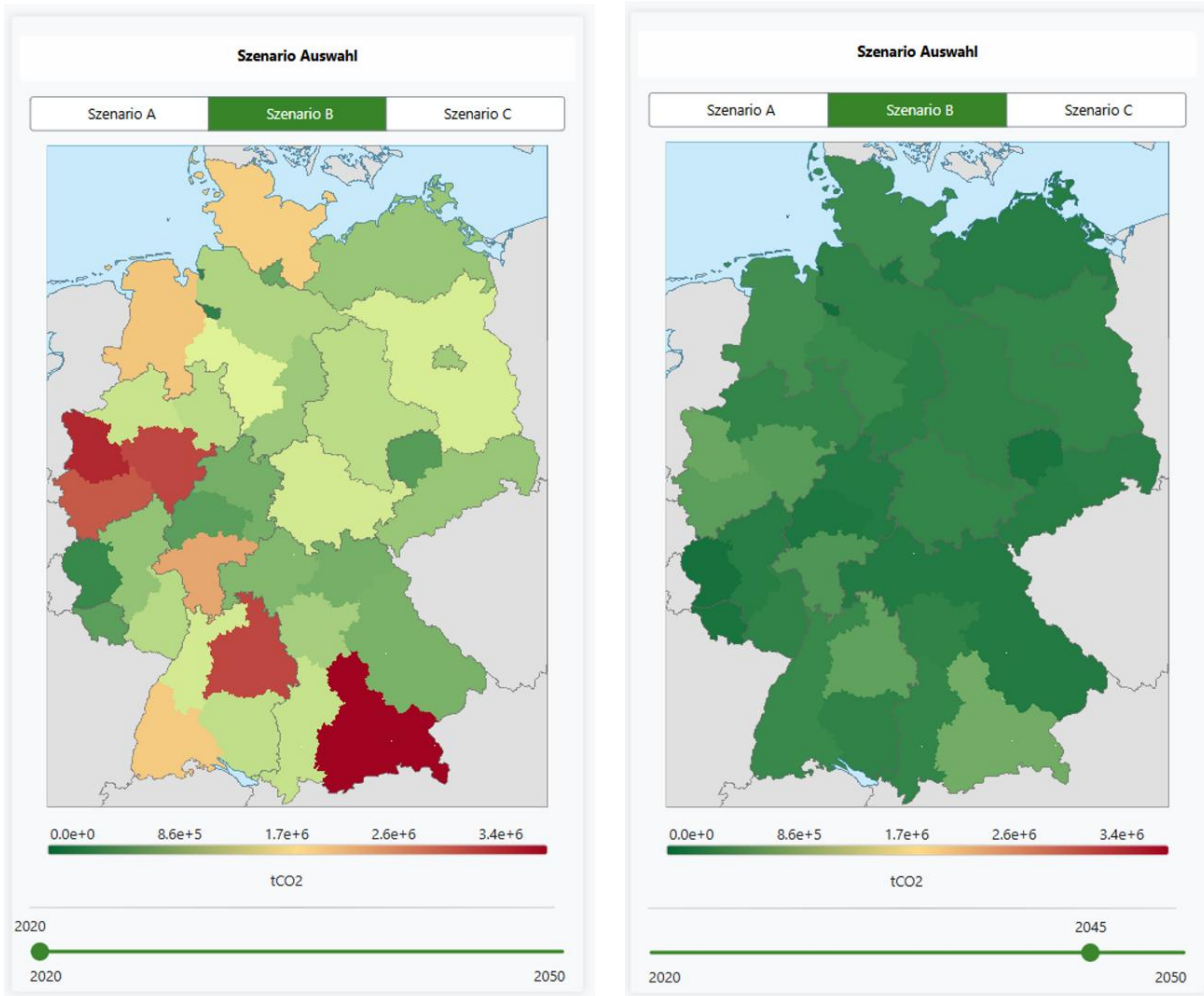 Szenario Auswahl
Szenario A Szenario B Szenario C
0.0e+0 8.6e+5 1.7e+6 2.6e+6 3.4e+6
tCO2
2020
2020 2050
Szenario Auswahl
Szenario A Szenario B Szenario C
0.0e+0 8.6e+5 1.7e+6 2.6e+6 3.4e+6
tCO2
2045
2020 2050